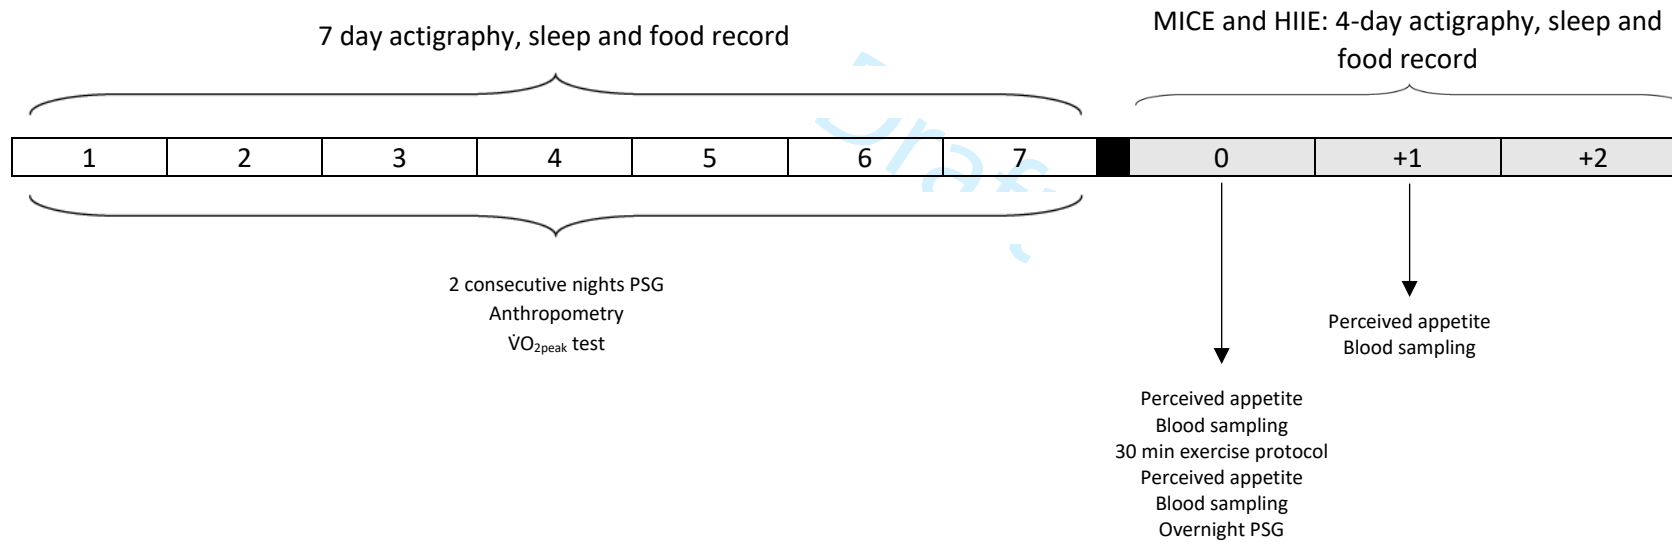 7 day actigraphy, sleep and food record
MICE and HIIE: 4-day actigraphy, sleep and
food record
1 2 3 4 5 6 7 0 +1 +2
2 consecutive nights PSG
Anthropometry
V̇O₂peak test
Perceived appetite
Blood sampling
Perceived appetite
Blood sampling
30 min exercise protocol
Perceived appetite
Blood sampling
Overnight PSG
Draft